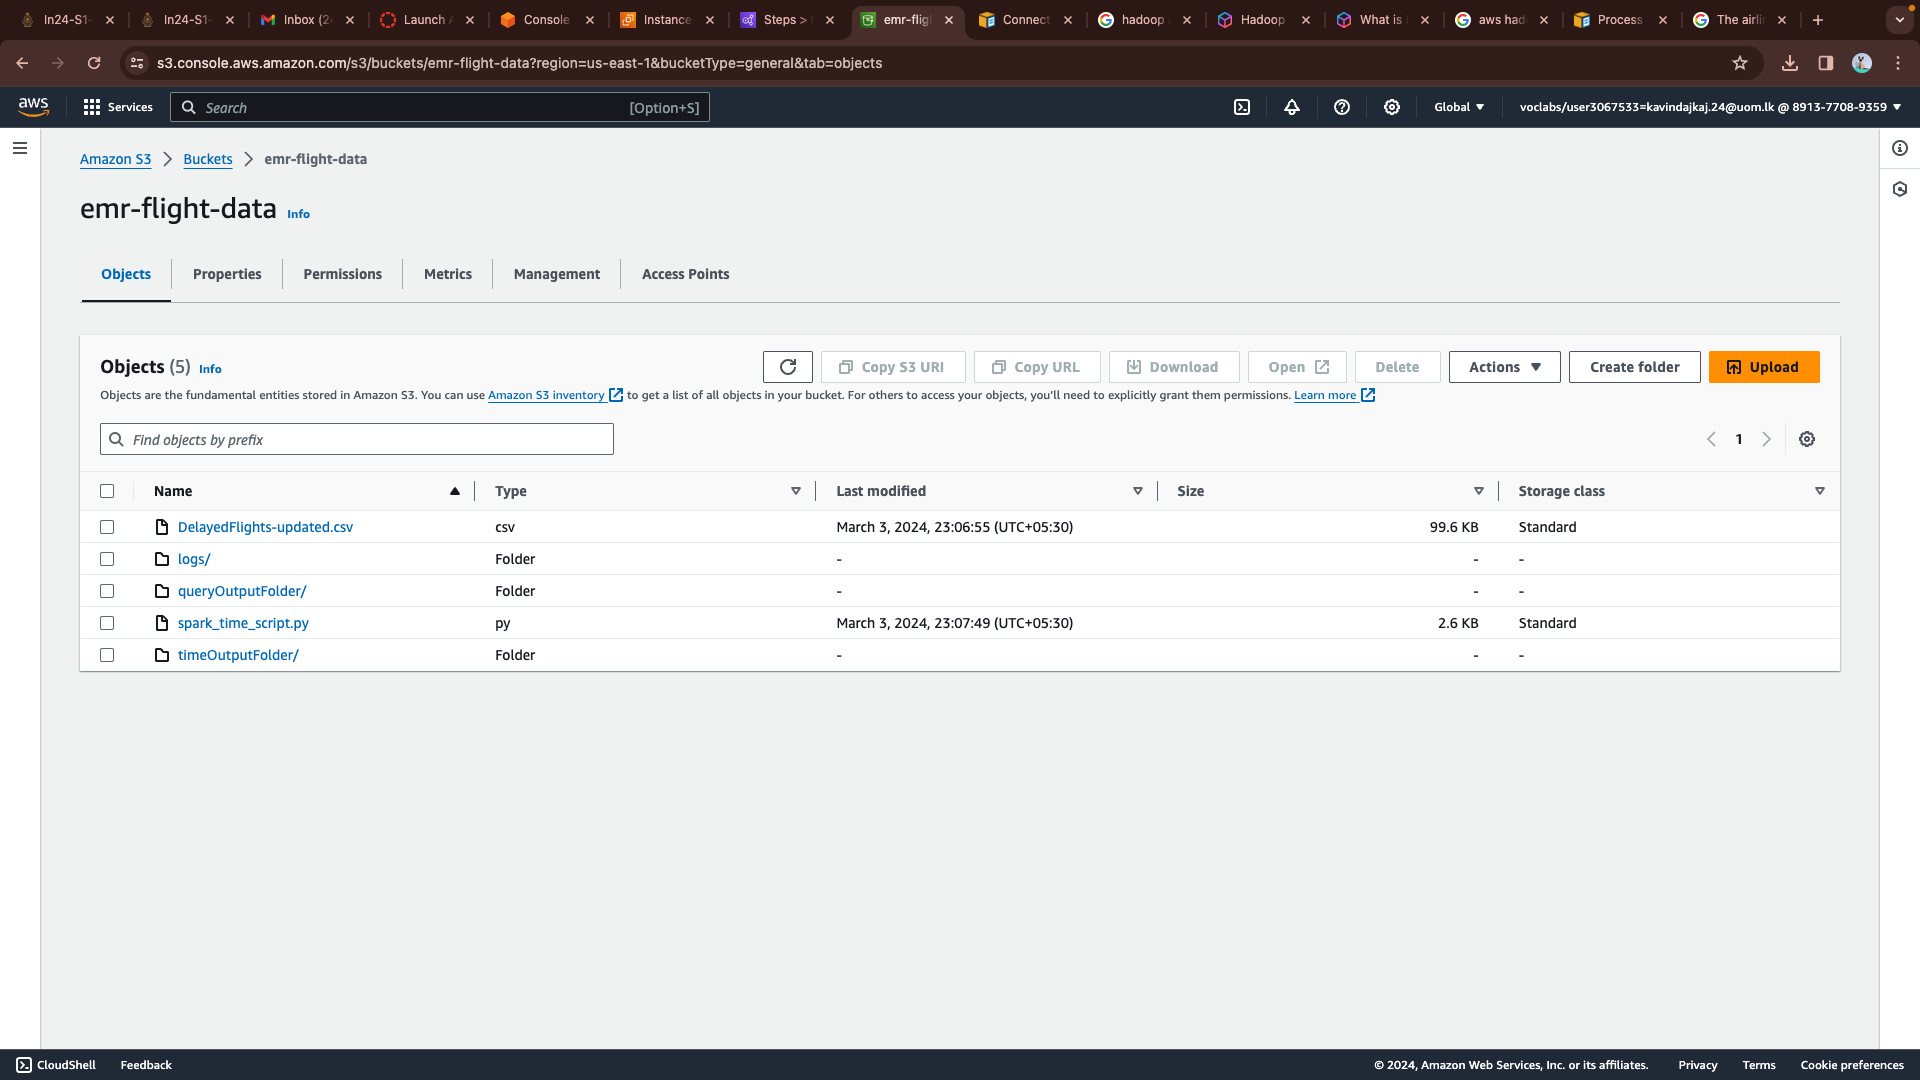 In24-S1- In24-S1- Inbox (24 Launch A Console Instance Steps > emr-fligh Connect hadoop Hadoop What is aws had Process The airli
s3.console.aws.amazon.com/s3/buckets/emr-flight-data?region=us-east-1&bucketType=general&tab=objects
aws Services Search [Option+S] Global voclabs/user3067533=kavindajkaj.24@uom.lk @ 8913-7708-9359
Amazon S3 Buckets emr-flight-data
emr-flight-data Info
Objects Properties Permissions Metrics Management Access Points
Objects (5) Info Copy S3 URI Copy URL Download Open Delete Actions Create folder Upload
Objects are the fundamental entities stored in Amazon S3. You can use Amazon S3 inventory to get a list of all objects in your bucket. For others to access your objects, you'll need to explicitly grant them permissions. Learn more
Find objects by prefix 1
Name Type Last modified Size Storage class
DelayedFlights-updated.csv csv March 3, 2024, 23:06:55 (UTC+05:30) 99.6 KB Standard
logs/ Folder - - -
queryOutputFolder/ Folder - - -
spark_time_script.py py March 3, 2024, 23:07:49 (UTC+05:30) 2.6 KB Standard
timeOutputFolder/ Folder - - -
CloudShell Feedback © 2024, Amazon Web Services, Inc. or its affiliates. Privacy Terms Cookie preferences